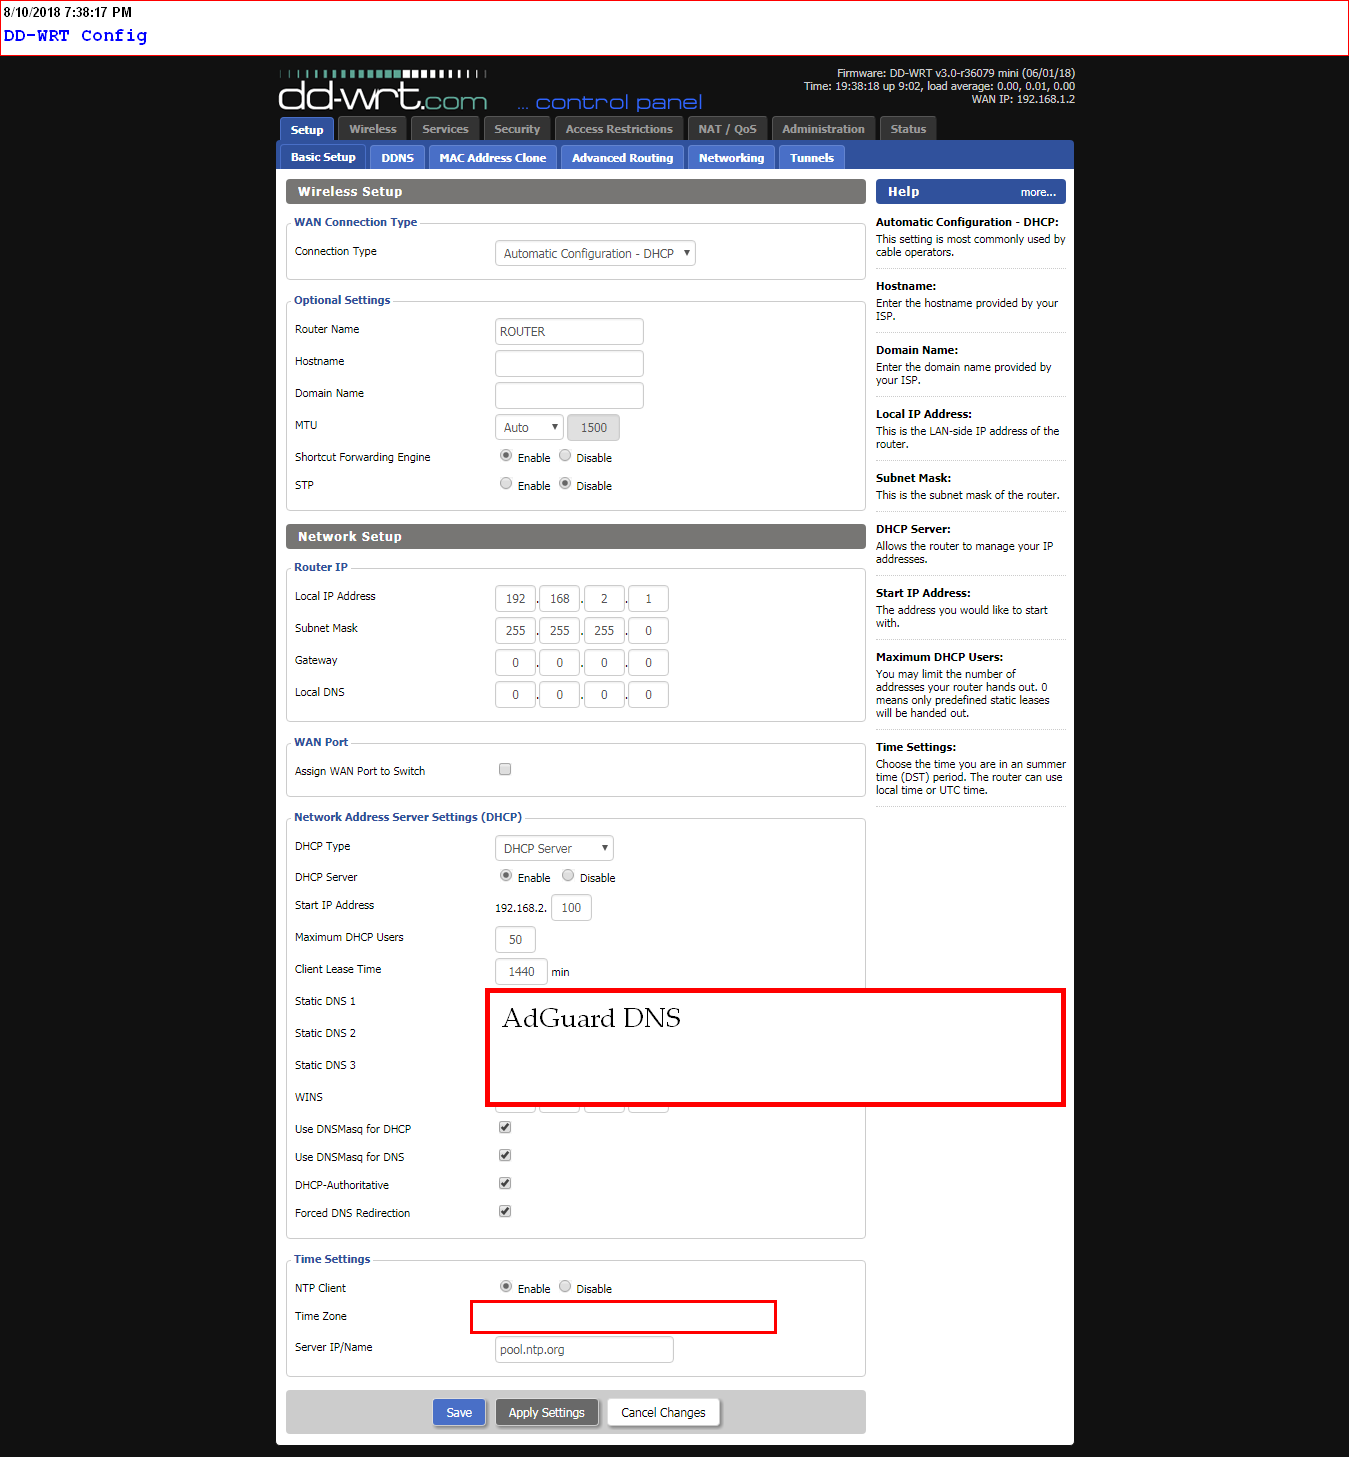 8/10/2018 7:38:17 PM
DD-WRT Config
dd-wrt.com ... control panel
Firmware: DD-WRT v3.0-r36079 mini (06/01/18)
Time: 19:38:18 up 9:02, load average: 0.00, 0.01, 0.00
WAN IP: 192.168.1.2
Setup Wireless Services Security Access Restrictions NAT / QoS Administration Status
Basic Setup DDNS MAC Address Clone Advanced Routing Networking Tunnels
Wireless Setup
WAN Connection Type
Connection Type Automatic Configuration - DHCP
Optional Settings
Router Name ROUTER
Hostname
Domain Name
MTU Auto 1500
Shortcut Forwarding Engine Enable Disable
STP Enable Disable
Network Setup
Router IP
Local IP Address 192 . 168 . 2 . 1
Subnet Mask 255 . 255 . 255 . 0
Gateway 0 . 0 . 0 . 0
Local DNS 0 . 0 . 0 . 0
WAN Port
Assign WAN Port to Switch
Network Address Server Settings (DHCP)
DHCP Type DHCP Server
DHCP Server Enable Disable
Start IP Address 192.168.2. 100
Maximum DHCP Users 50
Client Lease Time 1440 min
Static DNS 1 AdGuard DNS
Static DNS 2
Static DNS 3
WINS
Use DNSMasq for DHCP
Use DNSMasq for DNS
DHCP-Authoritative
Forced DNS Redirection
Time Settings
NTP Client Enable Disable
Time Zone
Server IP/Name pool.ntp.org
Save Apply Settings Cancel Changes
Help more...
Automatic Configuration - DHCP:
This setting is most commonly used by
cable operators.
Hostname:
Enter the hostname provided by your
ISP.
Domain Name:
Enter the domain name provided by
your ISP.
Local IP Address:
This is the LAN-side IP address of the
router.
Subnet Mask:
This is the subnet mask of the router.
DHCP Server:
Allows the router to manage your IP
addresses.
Start IP Address:
The address you would like to start
with.
Maximum DHCP Users:
You may limit the number of
addresses your router hands out. 0
means only predefined static leases
will be handed out.
Time Settings:
Choose the time you are in an summer
time (DST) period. The router can use
local time or UTC time.